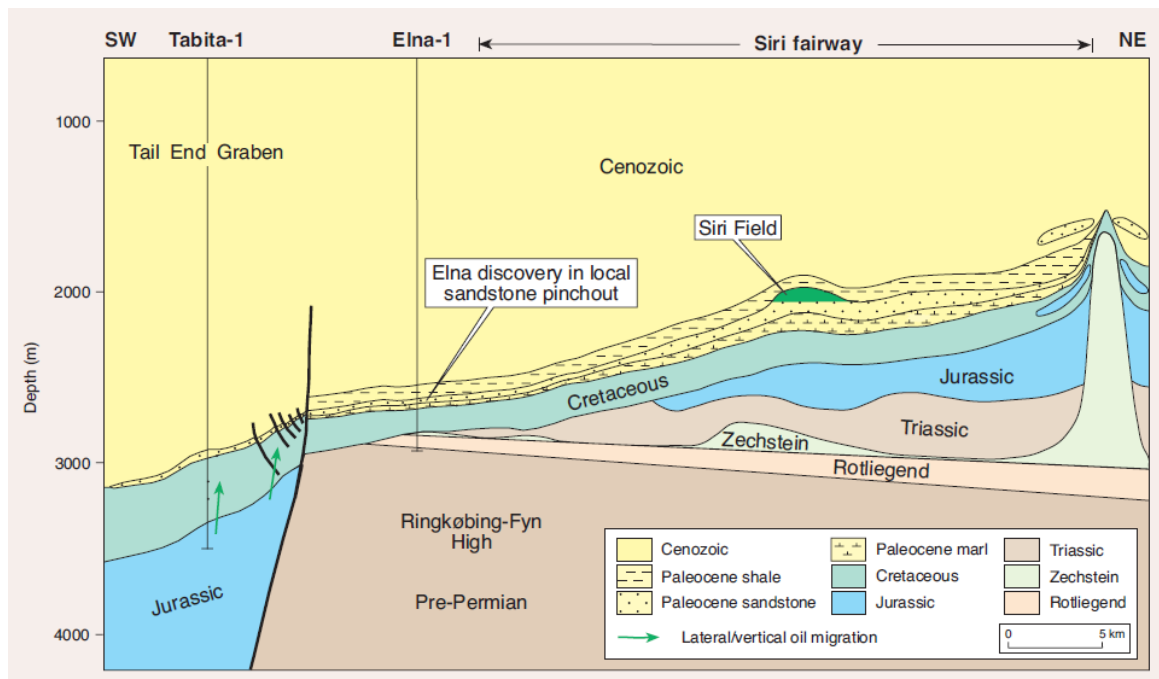 SW Tabita-1 Elna-1 Siri fairway NE
1000
Tail End Graben
Cenozoic
Siri Field
2000
Elna discovery in local
sandstone pinchout
Depth (m)
Cretaceous
Jurassic
Triassic
Zechstein
3000
Rotliegend
Ringkøbing-Fyn
High
Jurassic
Pre-Permian
4000
Cenozoic
Paleocene marl
Triassic
Paleocene shale
Cretaceous
Zechstein
Paleocene sandstone
Jurassic
Rotliegend
Lateral/vertical oil migration
0 5 km